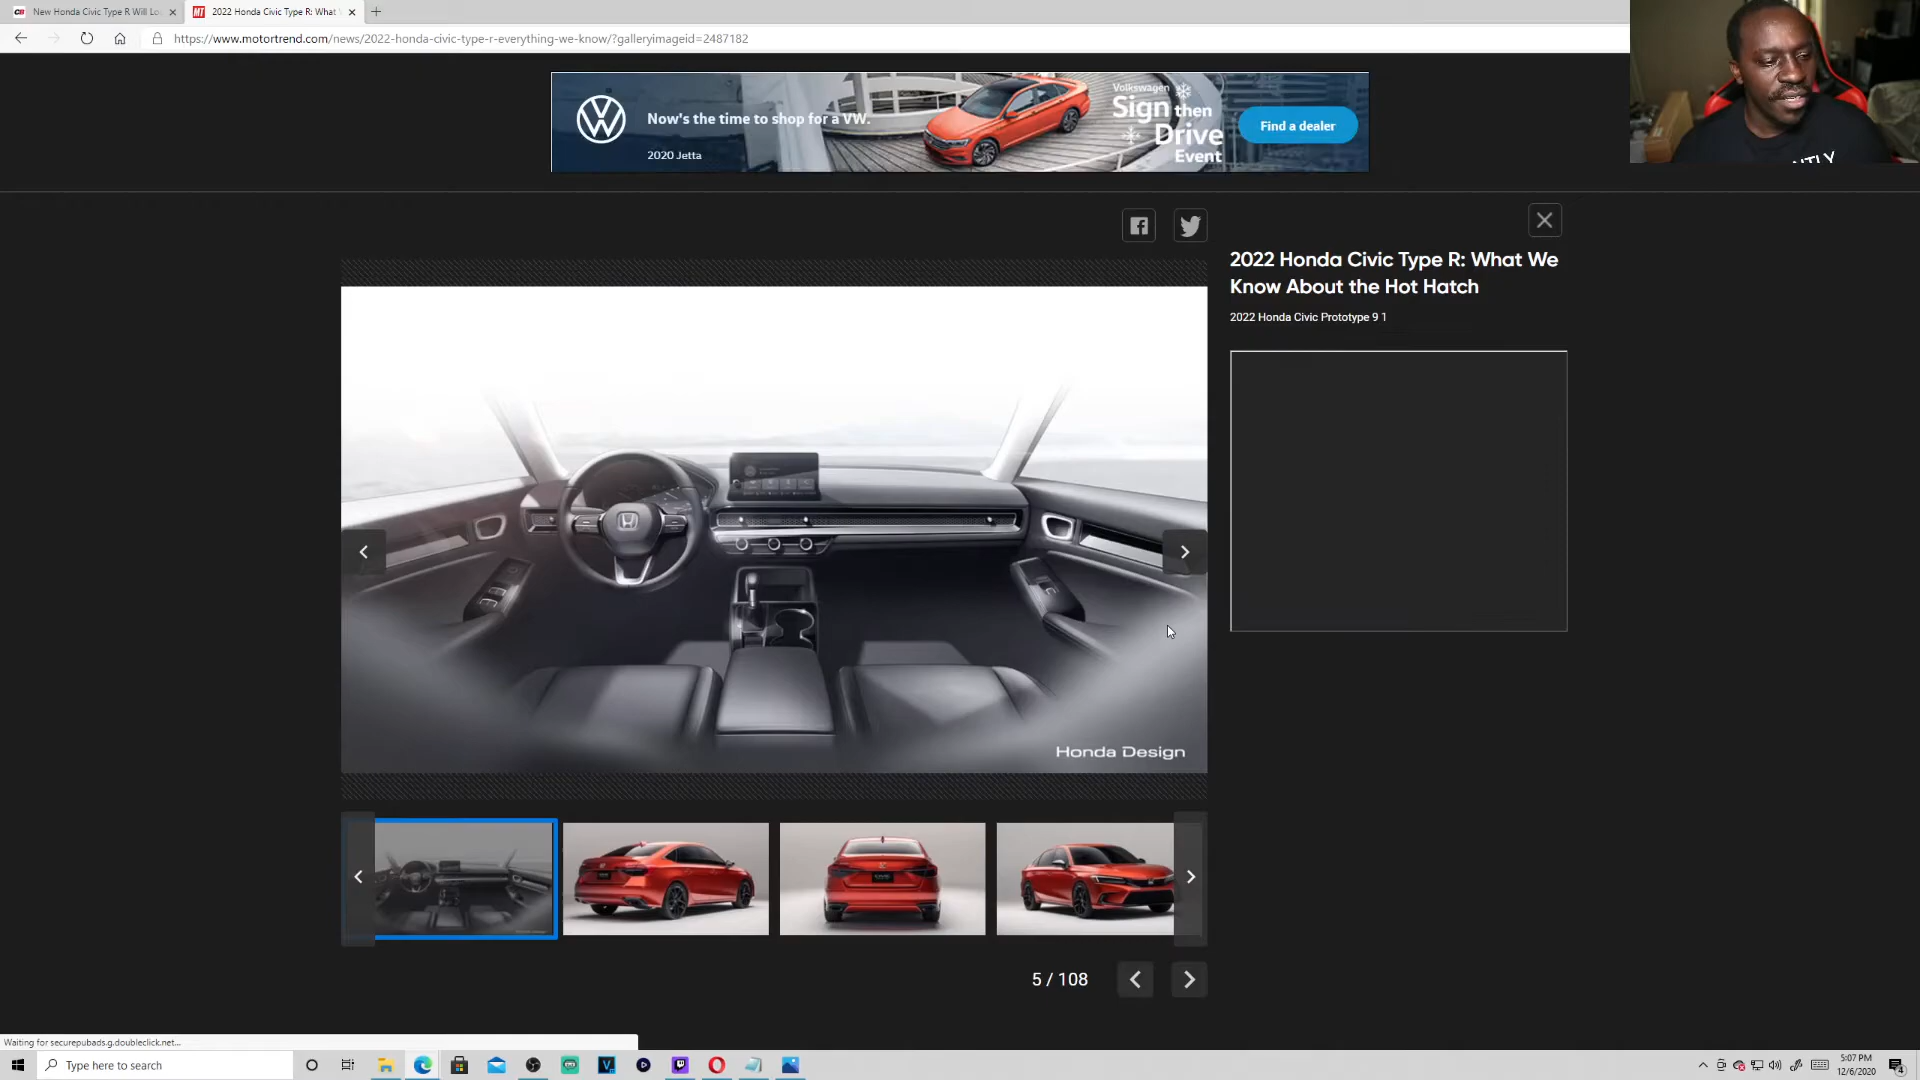 New Honda Civic Type R Will Lo
2022 Honda Civic Type R: What
https://www.motortrend.com/news/2022-honda-civic-type-r-everything-we-know/?galleryimageid=2487182
Now's the time to shop for a VW.
2020 Jetta
Volkswagen
Sign then
Drive
Event
Find a dealer
2022 Honda Civic Type R: What We
Know About the Hot Hatch
2022 Honda Civic Prototype 9 1
Honda Design
5 / 108
Waiting for securepubads.g.doubleclick.net...
Type here to search
5:07 PM
12/6/2020